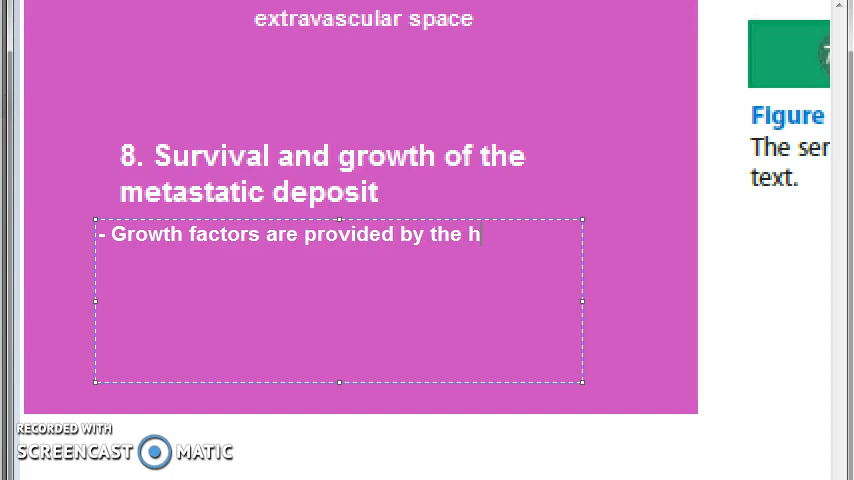 extravascular space
8. Survival and growth of the
metastatic deposit
- Growth factors are provided by the h
Figure
The ser
text.
RECORDED WITH
SCREENCAST MATIC